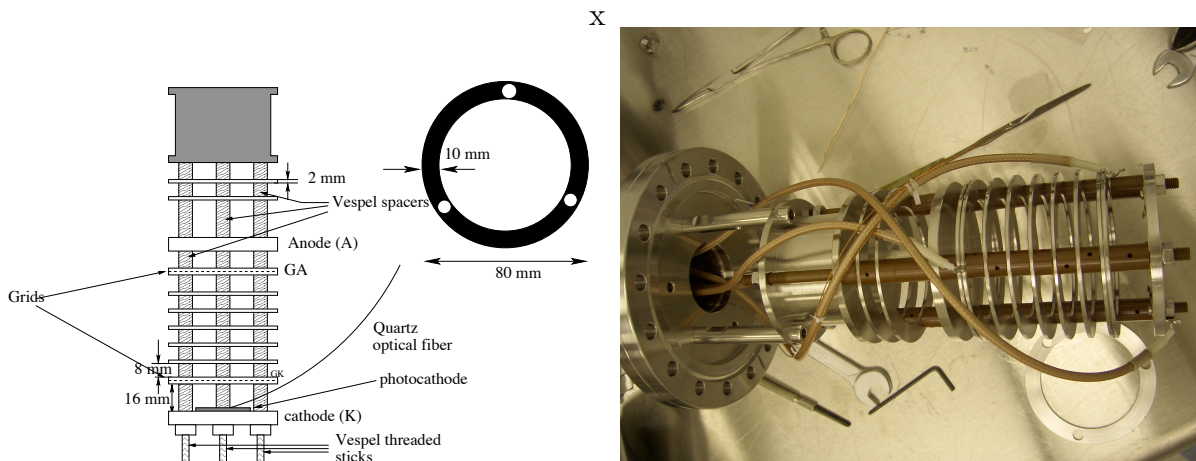 X
10 mm
2 mm
Vespel spacers
Anode (A)
GA
80 mm
Grids
Quartz
optical fiber
8 mm
GK
photocathode
16 mm
cathode (K)
Vespel threaded
sticks